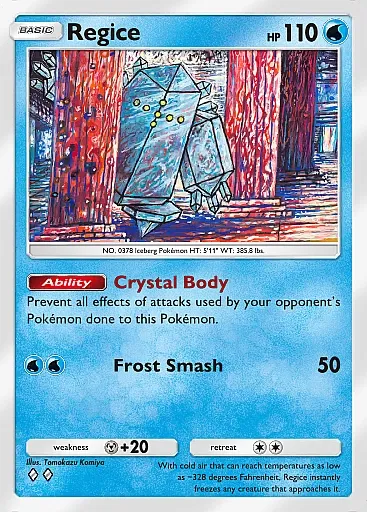 BASIC Regice HP 110
NO. 0378 Iceberg Pokémon HT: 5'11" WT: 385.8 lbs.
Ability Crystal Body
Prevent all effects of attacks used by your opponent's
Pokémon done to this Pokémon.
Frost Smash 50
weakness +20 retreat
Illus. Tomokazu Komiya
With cold air that can reach temperatures as low
as −328 degrees Fahrenheit, Regice instantly
freezes any creature that approaches it.